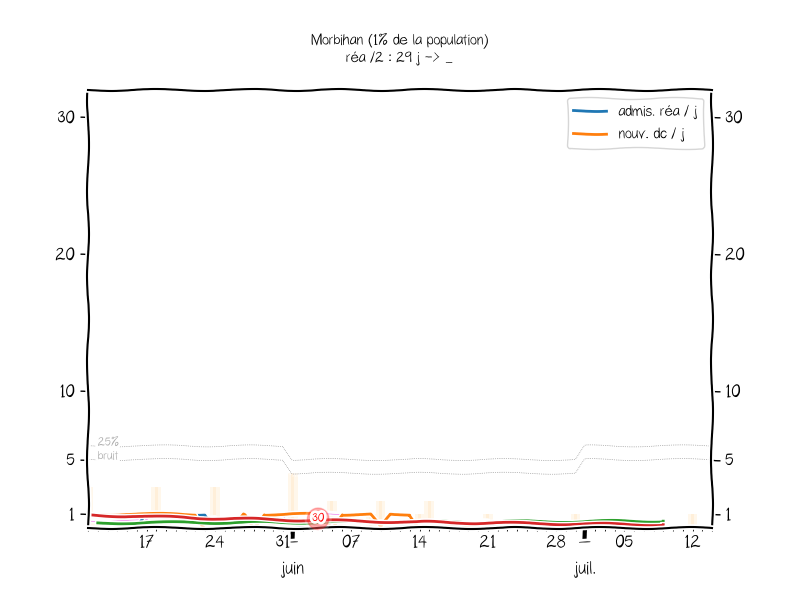 Morbihan (1% de la population)
réa /2 : 29 j -> _
admis. réa / j
nouv. dc / j
30
30
20
20
10
10
25%
bruit
5
5
1
1
30
17 24 31 07 14 21 28 05 12
juin juil.